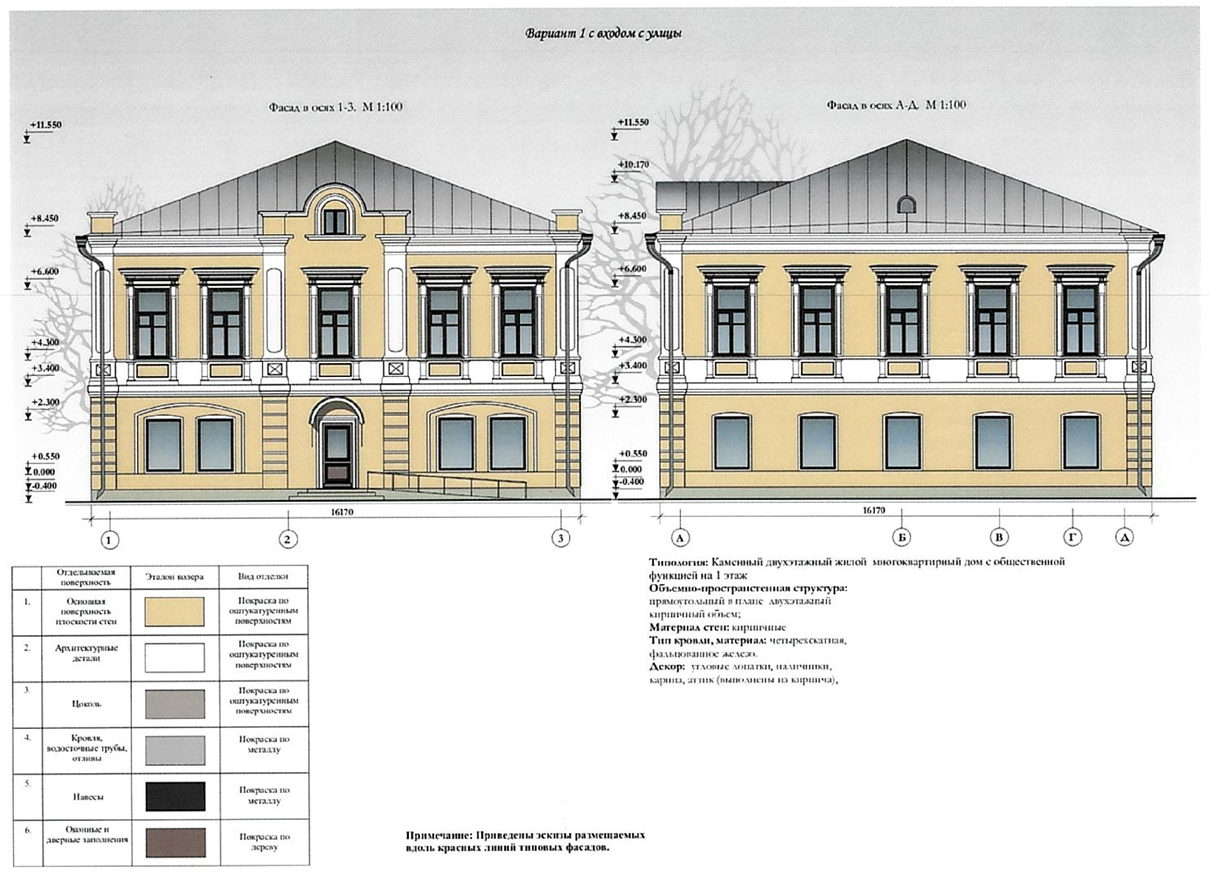 Вариант 1 с входом с улицы
Фасад в осях 1-3. М 1:100
Фасад в осях А-Д. М 1:100
+11.550
+8.450
+6.600
+4.300
+3.400
+2.300
+0.550
0.000
-0.400
16170
1
2
3
+11.550
+10.170
+8.450
+6.600
+4.300
+3.400
+2.300
+0.550
0.000
-0.400
16170
А
Б
В
Г
Д
Отделываемая
поверхность
Эталон колера
Вид отделки
1.
Основная
поверхность
плоскости стен
Покраска по
оштукатуренным
поверхностям
2.
Архитектурные
детали
Покраска по
оштукатуренным
поверхностям
3.
Цоколь
Покраска по
оштукатуренным
поверхностям
4.
Кровля,
водосточные трубы,
отливы
Покраска по
металлу
5.
Навесы
Покраска по
металлу
6.
Оконные и
дверные заполнения
Покраска по
дереву
Типология: Каменный двухэтажный жилой многоквартирный дом с общественной
функцией на 1 этаж
Объемно-пространстенная структура:
прямоугольный в плане двухэтажный
кирпичный объем;
Материал стен: кирпичные
Тип кровли, материал: четырехскатная,
фальцованное железо.
Декор: угловые лопатки, наличники,
карниз, аттик (выполнены из кирпича),
Примечание: Приведены эскизы размещаемых
вдоль красных линий типовых фасадов.